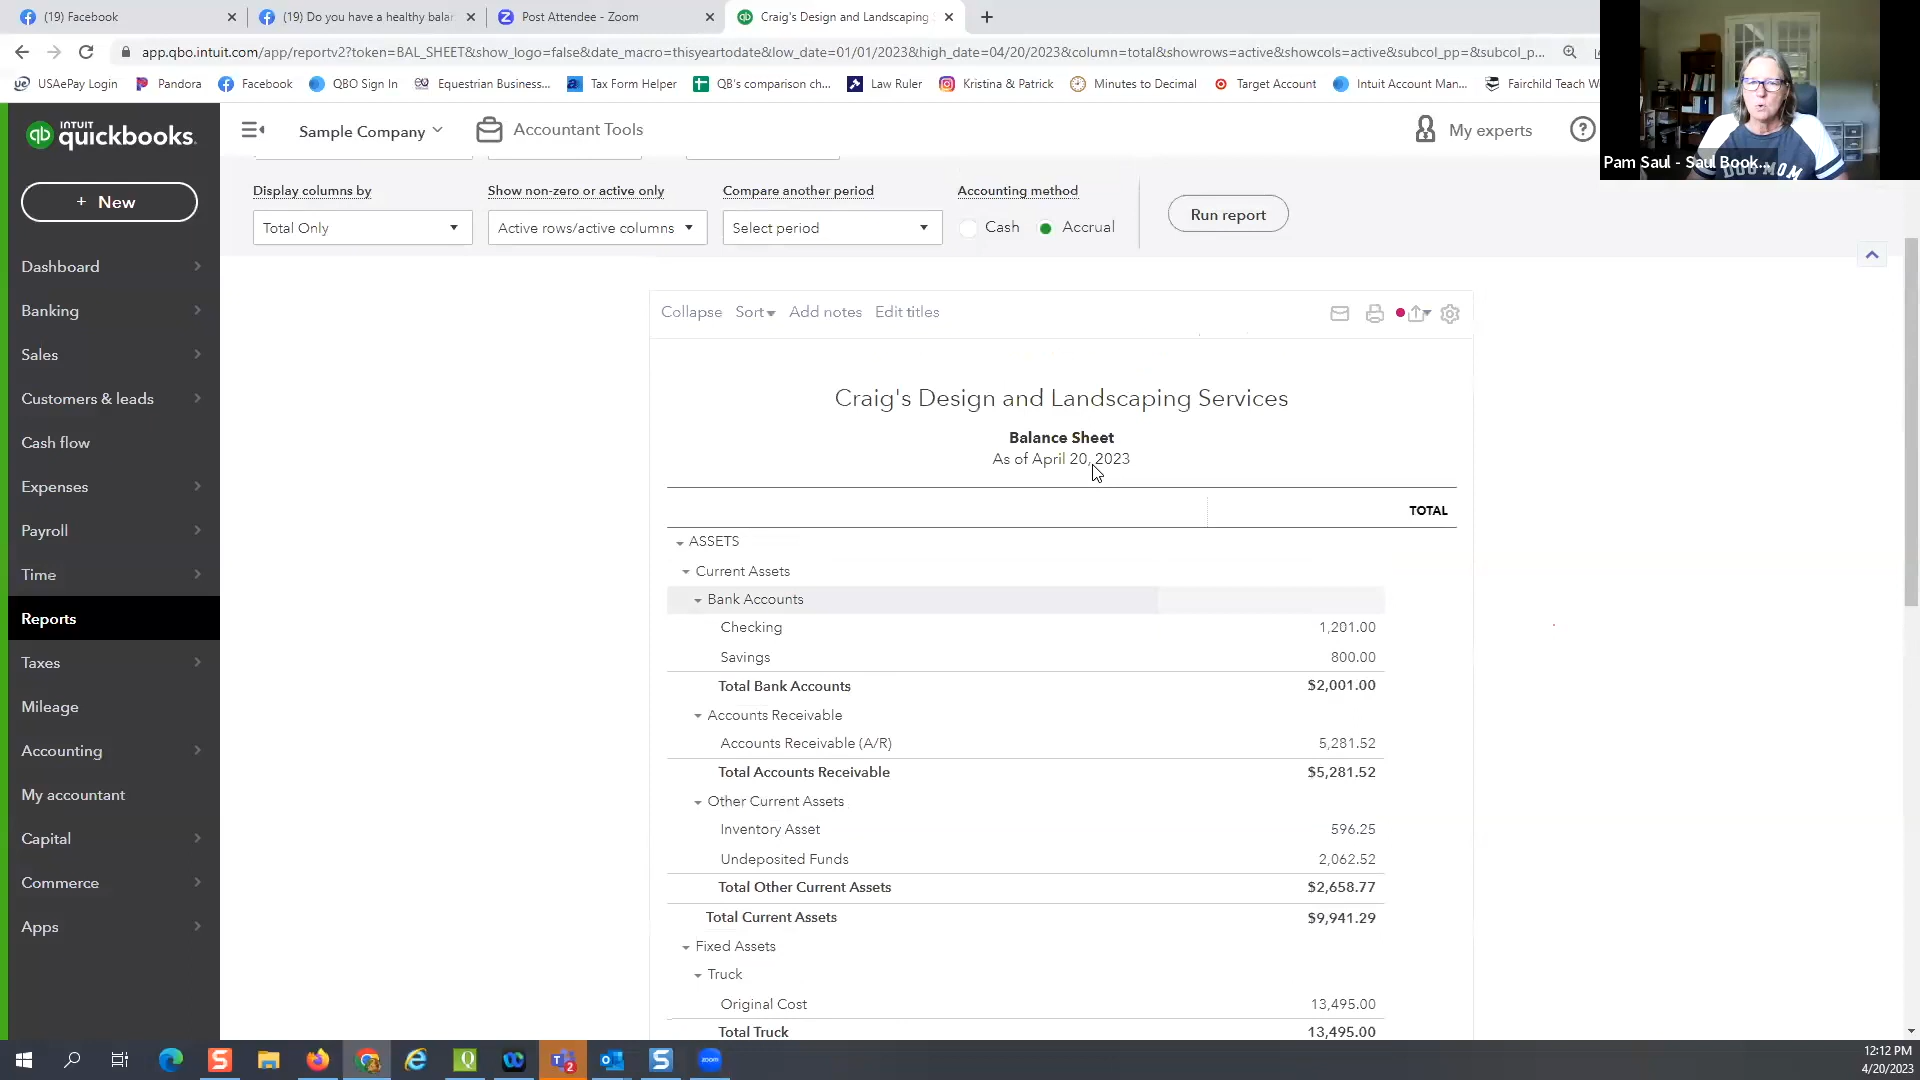 (19) Facebook
(19) Do you have a healthy balan
Post Attendee - Zoom
Craig's Design and Landscaping S
app.qbo.intuit.com/app/reportv2?token=BAL_SHEET&show_logo=false&date_macro=thisyeartodate&low_date=01/01/2023&high_date=04/20/2023&column=total&showrows=active&showcols=active&subcol_pp=&subcol_p...
USAePay Login
Pandora
Facebook
QBO Sign In
Equestrian Business...
Tax Form Helper
QB's comparison ch...
Law Ruler
Kristina & Patrick
Minutes to Decimal
Target Account
Intuit Account Man...
Fairchild Teach W
INTUIT
quickbooks.
Sample Company
Accountant Tools
My experts
Pam Saul - Saul Book...
DOG MOM
+ New
Dashboard
Banking
Sales
Customers & leads
Cash flow
Expenses
Payroll
Time
Reports
Taxes
Mileage
Accounting
My accountant
Capital
Commerce
Apps
Display columns by
Show non-zero or active only
Compare another period
Accounting method
Total Only
Active rows/active columns
Select period
Cash
Accrual
Run report
Collapse Sort Add notes Edit titles
Craig's Design and Landscaping Services
Balance Sheet
As of April 20, 2023
TOTAL
ASSETS
Current Assets
Bank Accounts
Checking 1,201.00
Savings 800.00
Total Bank Accounts $2,001.00
Accounts Receivable
Accounts Receivable (A/R) 5,281.52
Total Accounts Receivable $5,281.52
Other Current Assets
Inventory Asset 596.25
Undeposited Funds 2,062.52
Total Other Current Assets $2,658.77
Total Current Assets $9,941.29
Fixed Assets
Truck
Original Cost 13,495.00
Total Truck 13,495.00
12:12 PM
4/20/2023